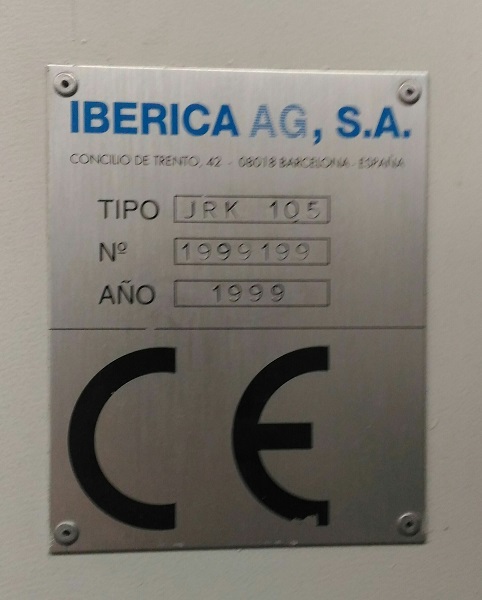 IBERICA AG, S.A.
CONCILIO DE TRENTO, 42 - 08018 BARCELONA - ESPAÑA
TIPO JRK 105
Nº 1999199
AÑO 1999
CE